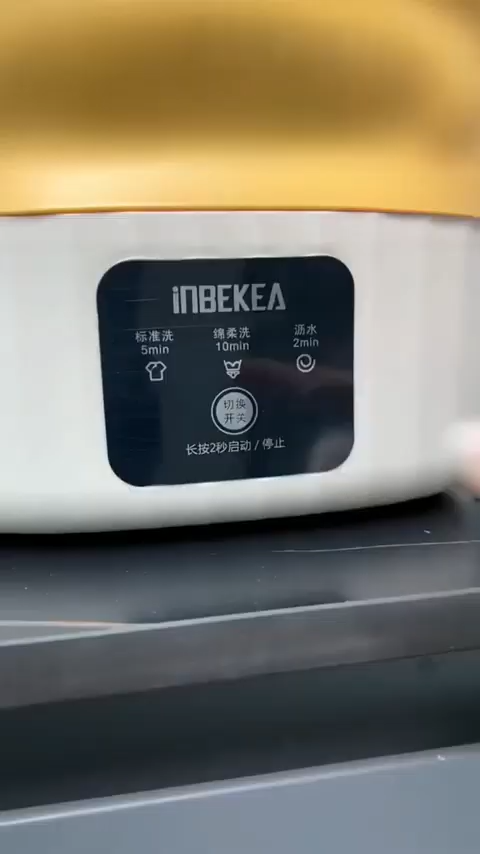 inBEKEA
标准洗 绵柔洗 沥水
5min 10min 2min
切换
开关
长按2秒启动 / 停止